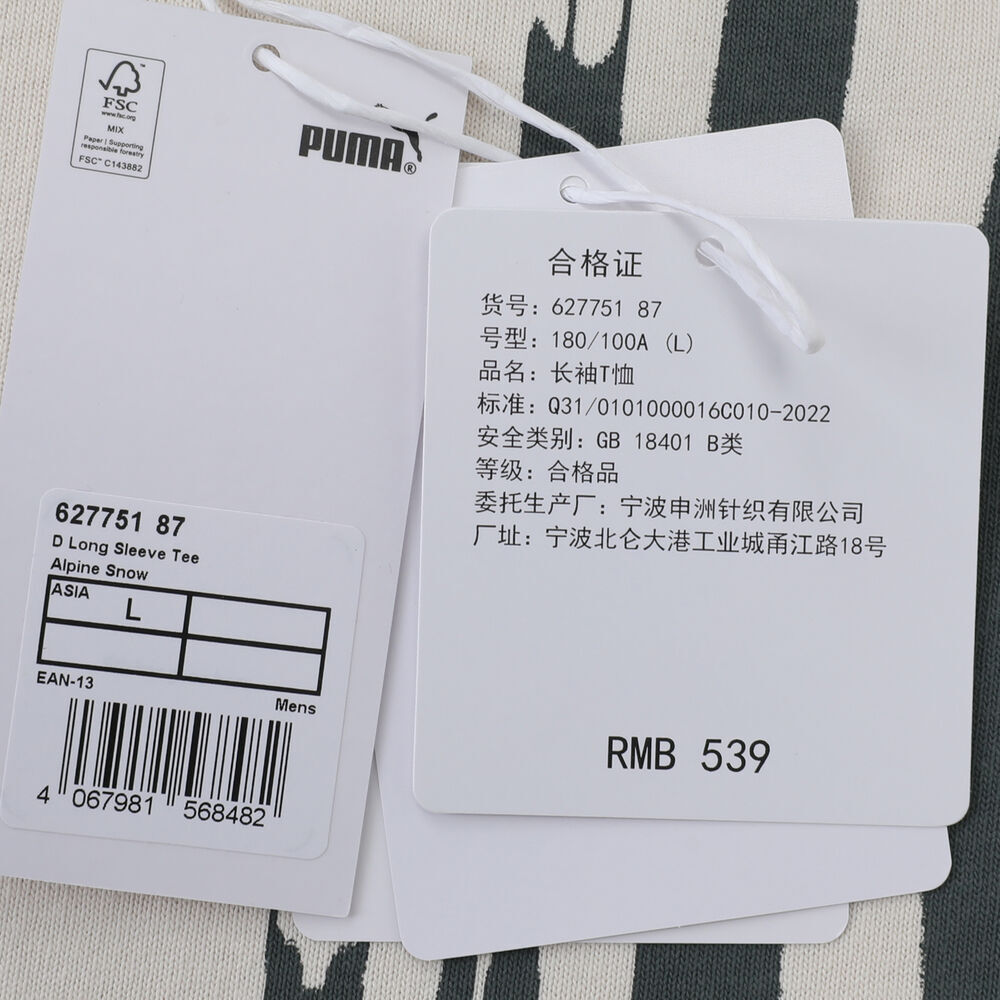 FSC
www.fsc.org
MIX
Paper | Supporting
responsible forestry
FSC™ C143882
PUMA®
627751 87
D Long Sleeve Tee
Alpine Snow
ASIA
L
EAN-13
Mens
4 067981 568482
合格证
货号：627751 87
号型：180/100A (L)
品名：长袖T恤
标准：Q31/0101000016C010-2022
安全类别：GB 18401 B类
等级：合格品
委托生产厂：宁波申洲针织有限公司
厂址：宁波北仑大港工业城甬江路18号
RMB 539